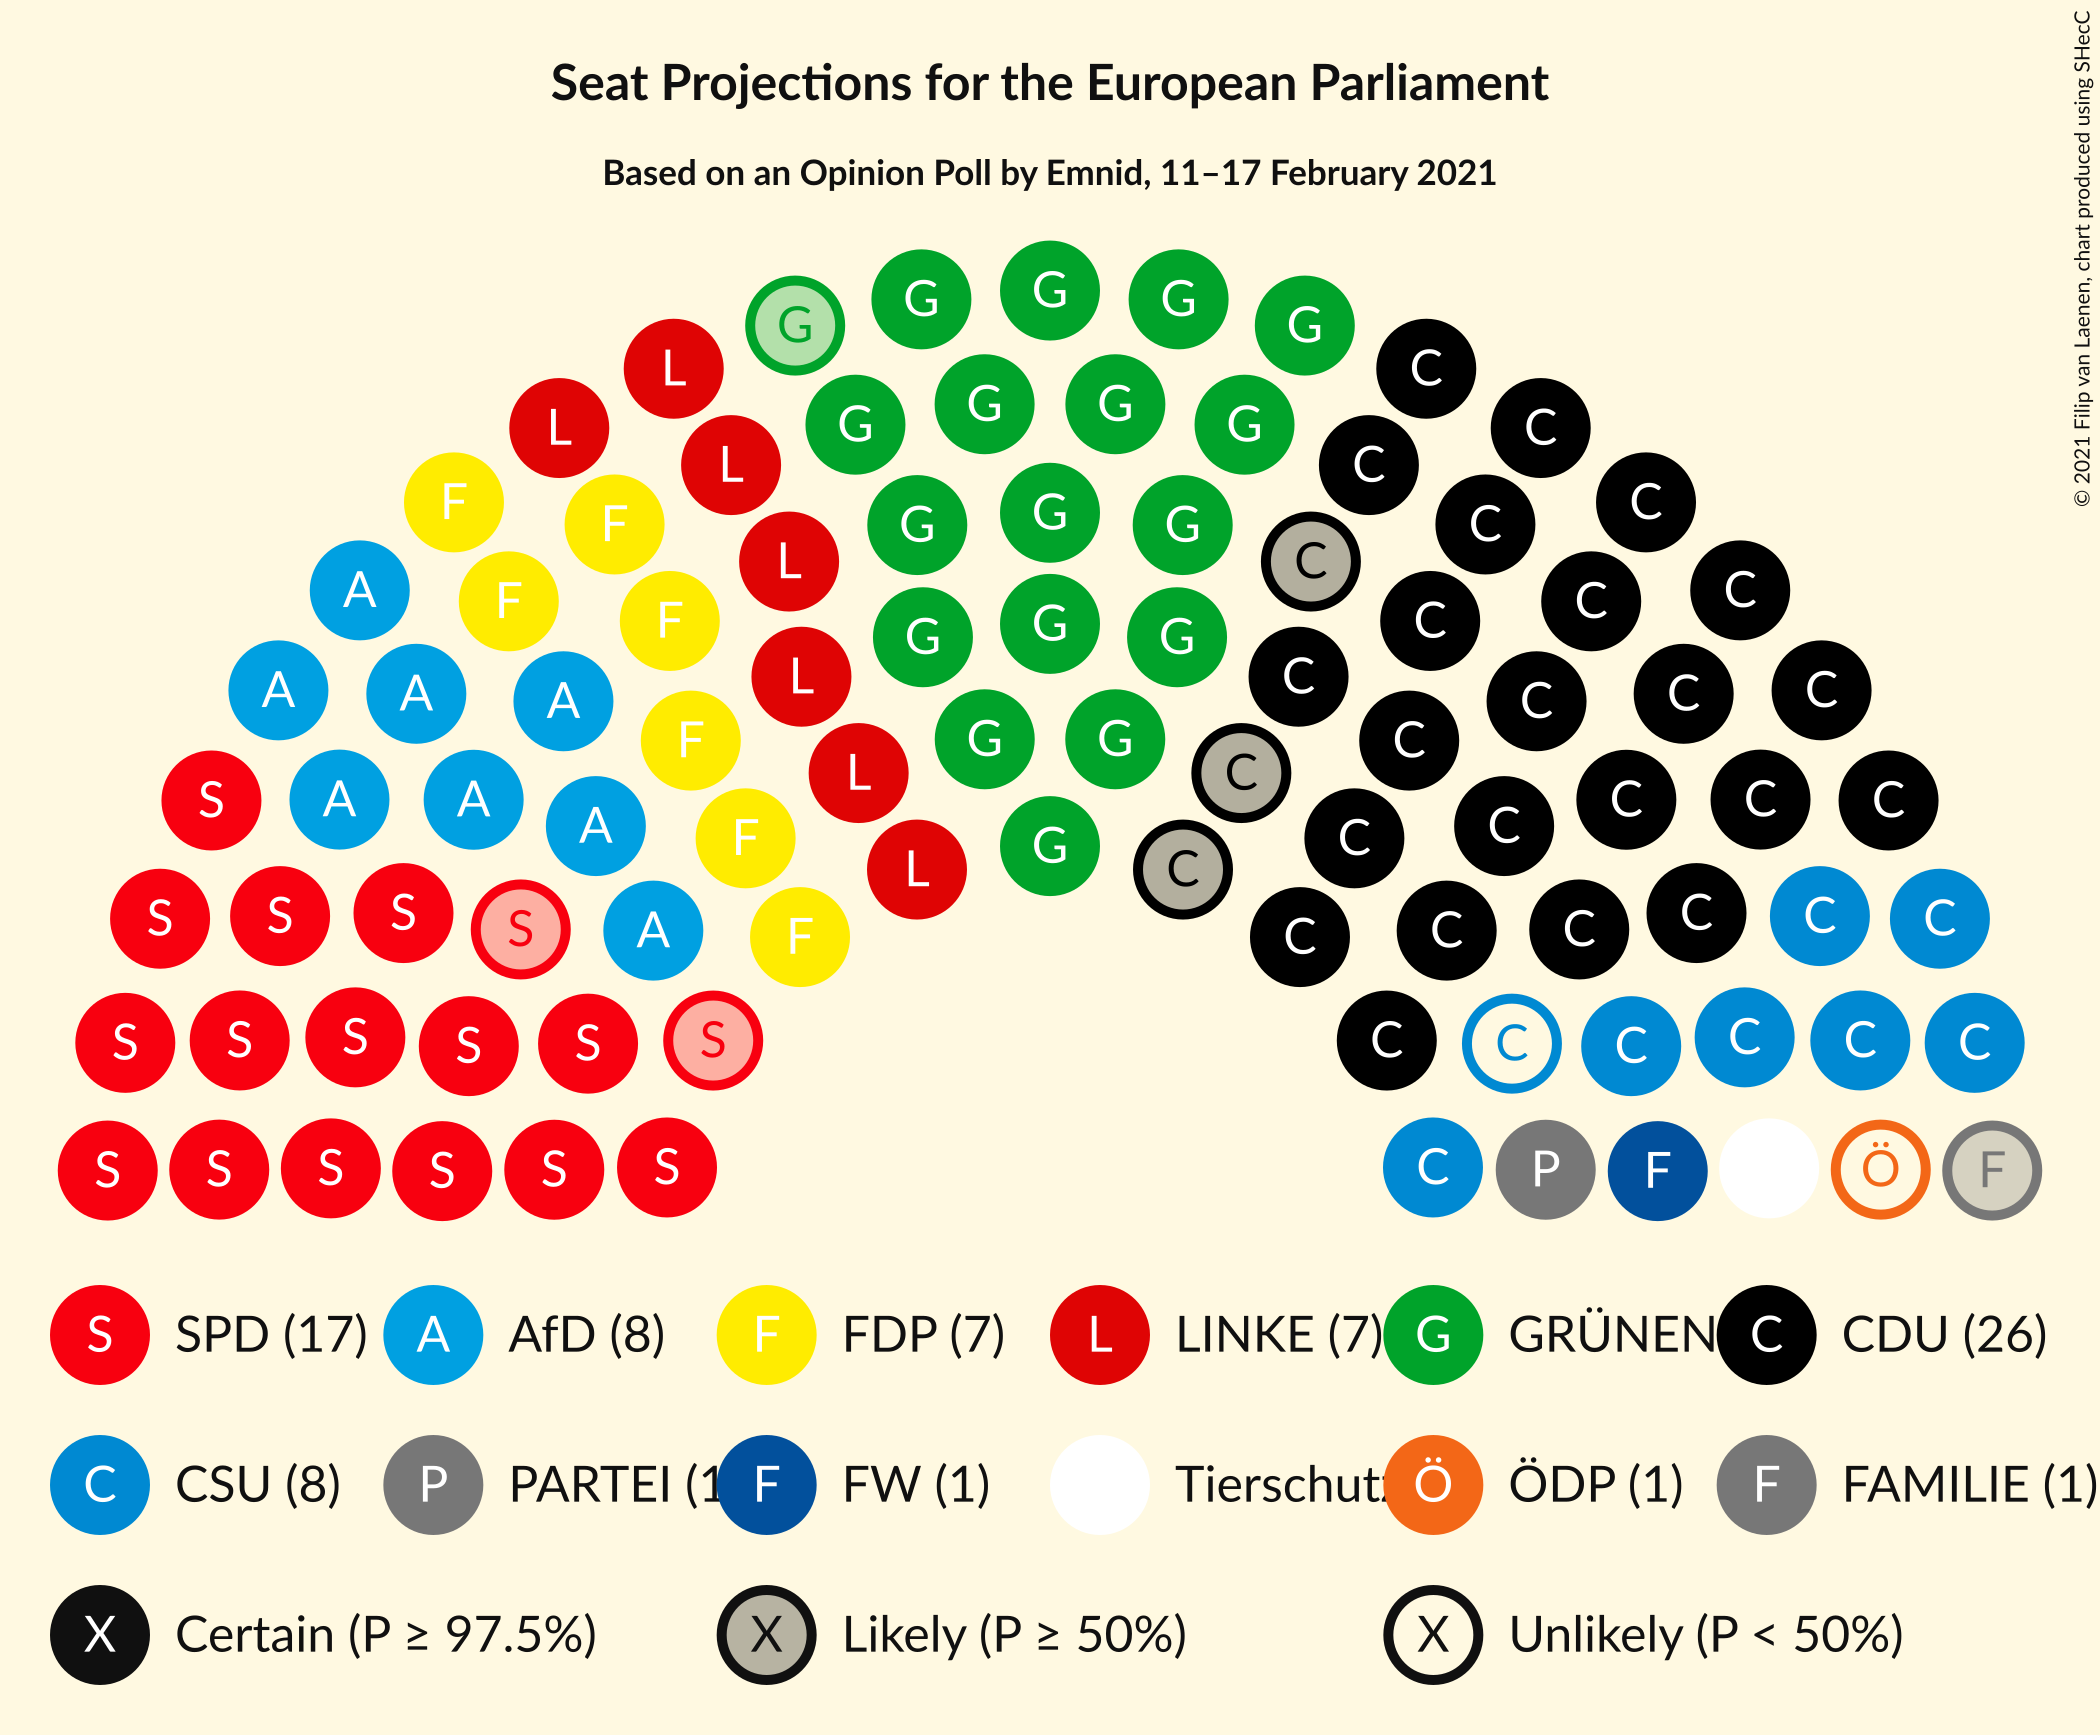 Seat Projections for the European Parliament
Based on an Opinion Poll by Emnid, 11–17 February 2021
© 2021 Filip van Laenen, chart produced using SHecC
G G G G G
L G G G G C
L L G G G C C
F F L G G G C C C
A F F L G G C C C C
A A A F L G C C C C C
S A A A F L C C C C C C
S S S S A F C C C C C C
S S S S S S C C C C C C
S S S S S S C P F Ö F
S SPD (17) A AfD (8) F FDP (7) L LINKE (7) G GRÜNEN C CDU (26)
C CSU (8) P PARTEI (1 F FW (1) Tierschutz Ö ÖDP (1) F FAMILIE (1)
X Certain (P ≥ 97.5%) X Likely (P ≥ 50%) X Unlikely (P < 50%)